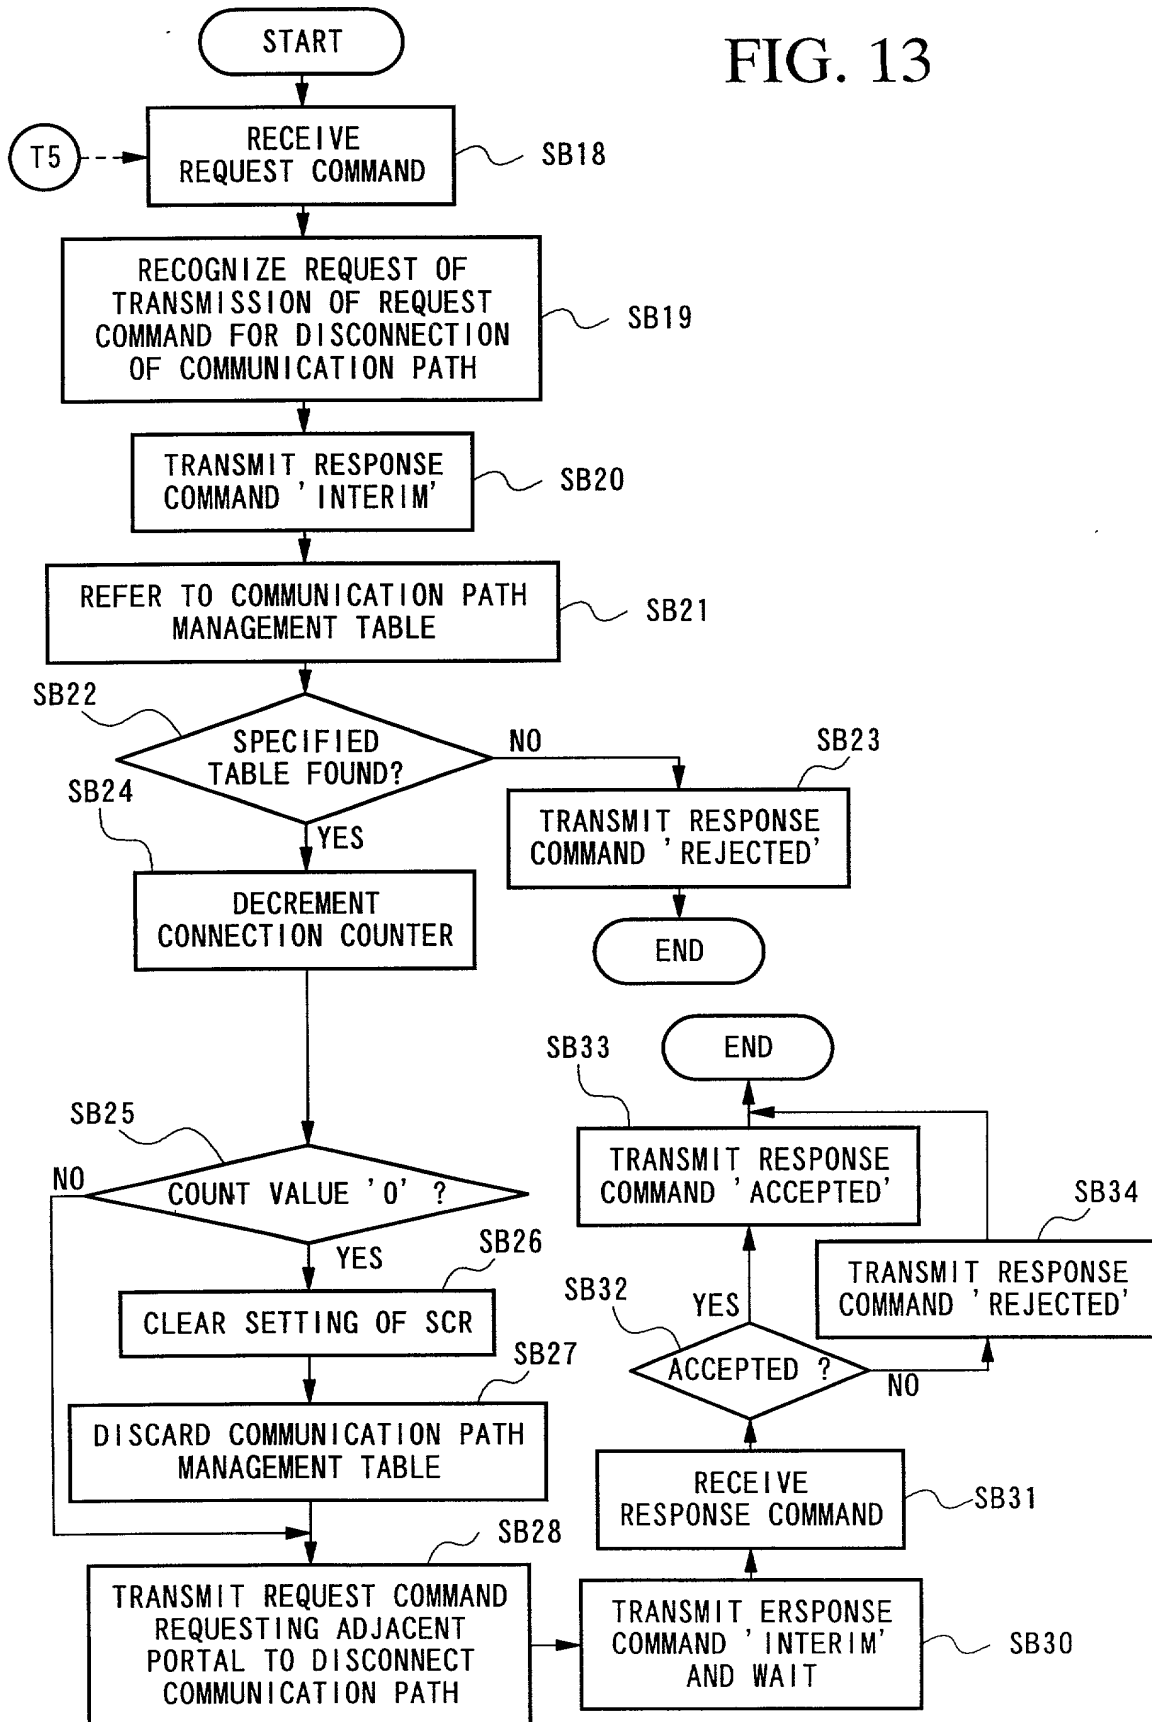 FIG. 13
START
T5
RECEIVE
REQUEST COMMAND
SB18
RECOGNIZE REQUEST OF
TRANSMISSION OF REQUEST
COMMAND FOR DISCONNECTION
OF COMMUNICATION PATH
SB19
TRANSMIT RESPONSE
COMMAND 'INTERIM'
SB20
REFER TO COMMUNICATION PATH
MANAGEMENT TABLE
SB21
SB22
SPECIFIED
TABLE FOUND?
NO
YES
SB23
TRANSMIT RESPONSE
COMMAND 'REJECTED'
END
SB24
DECREMENT
CONNECTION COUNTER
SB25
COUNT VALUE '0' ?
NO
YES
SB26
CLEAR SETTING OF SCR
SB27
DISCARD COMMUNICATION PATH
MANAGEMENT TABLE
SB28
TRANSMIT REQUEST COMMAND
REQUESTING ADJACENT
PORTAL TO DISCONNECT
COMMUNICATION PATH
END
SB33
TRANSMIT RESPONSE
COMMAND 'ACCEPTED'
SB34
TRANSMIT RESPONSE
COMMAND 'REJECTED'
SB32
YES
ACCEPTED ?
NO
RECEIVE
RESPONSE COMMAND
SB31
TRANSMIT ERSPONSE
COMMAND 'INTERIM'
AND WAIT
SB30